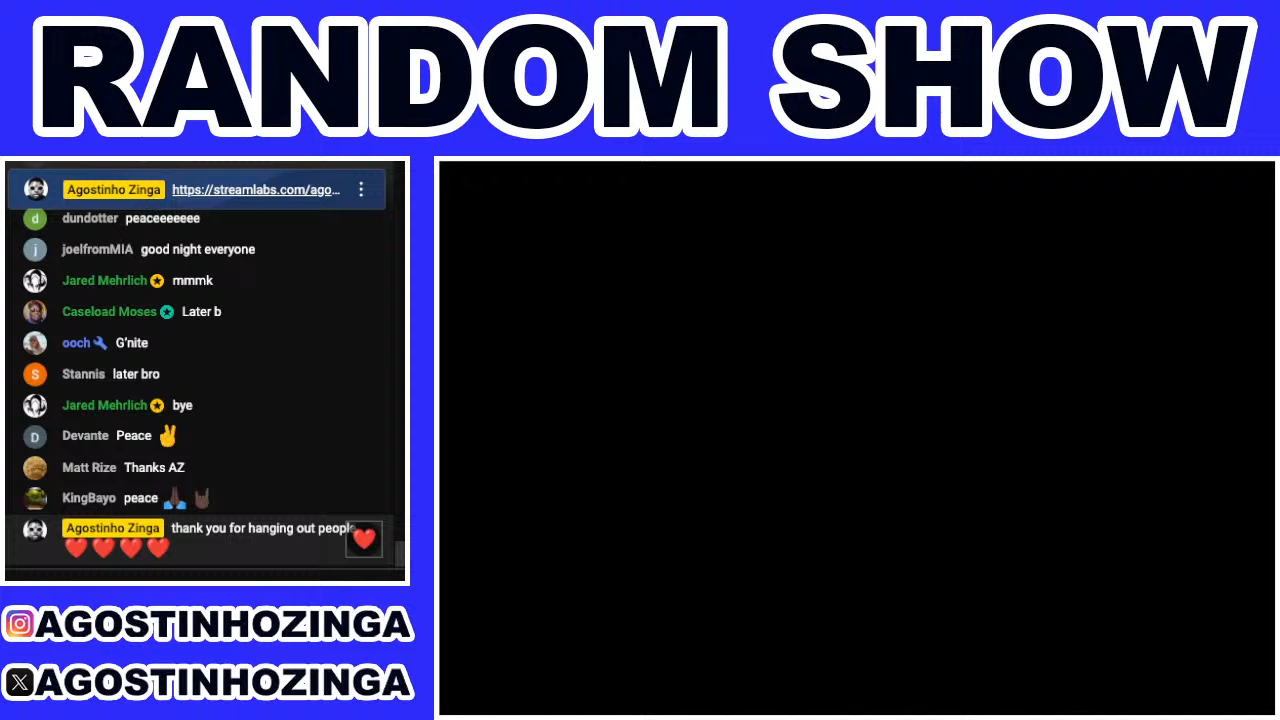 RANDOM SHOW
Agostinho Zinga https://streamlabs.com/ago...
d dundotter peaceeeeeee
j joelfromMIA good night everyone
Jared Mehrlich mmmk
Caseload Moses Later b
ooch G'nite
S Stannis later bro
Jared Mehrlich bye
D Devante Peace ✌️
Matt Rize Thanks AZ
KingBayo peace 🙏🏿 🤘🏿
Agostinho Zinga thank you for hanging out people
❤️❤️❤️❤️
AGOSTINHOZINGA
AGOSTINHOZINGA